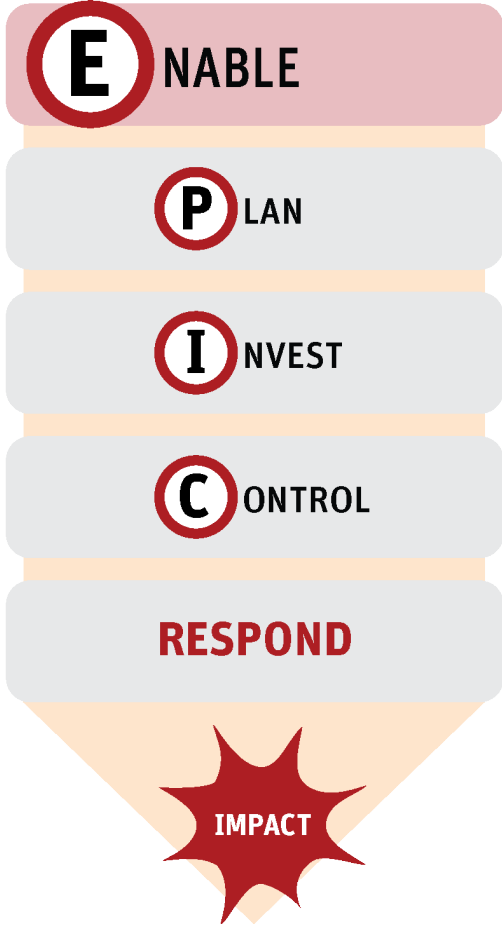 ENABLE
PLAN
INVEST
CONTROL
RESPOND
IMPACT